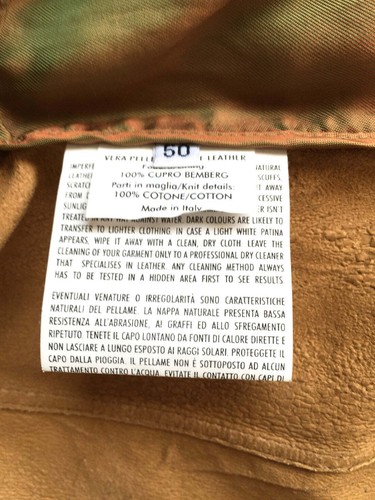 50
VERA PELLE LEATHER
Fodera/Lining
100% CUPRO BEMBERG
Parti in maglia/Knit details:
100% COTONE/COTTON
Made in Italy
IMPERFE
LEATHE
SCRATC
FROM D
SUNLIG
ATURAL
SCUFFS,
T AWAY
CESSIVE
R ISN'T
TREATED IN ANY WAY AGAINST WATER. DARK COLOURS ARE LIKELY TO
TRANSFER TO LIGHTER CLOTHING. IN CASE A LIGHT WHITE PATINA
APPEARS, WIPE IT AWAY WITH A CLEAN, DRY CLOTH LEAVE THE
CLEANING OF YOUR GARMENT ONLY TO A PROFESSIONAL DRY CLEANER
THAT SPECIALISES IN LEATHER ANY CLEANING METHOD ALWAYS
HAS TO BE TESTED IN A HIDDEN AREA FIRST TO SEE RESULTS
EVENTUALI VENATURE O IRREGOLARITÀ SONO CARATTERISTICHE
NATURALI DEL PELLAME. LA NAPPA NATURALE PRESENTA BASSA
RESISTENZA ALL'ABRASIONE, AI GRAFFI ED ALLO SFREGAMENTO
RIPETUTO. TENETE IL CAPO LONTANO DA FONTI DI CALORE DIRETTE E
NON LASCIARE A LUNGO ESPOSTO AI RAGGI SOLARI. PROTEGGETE IL
CAPO DALLA PIOGGIA. IL PELLAME NON È SOTTOPOSTO AD ALCUN
TRATTAMENTO CONTRO L'ACQUA. EVITATE IL CONTATTO CON CAPI DI